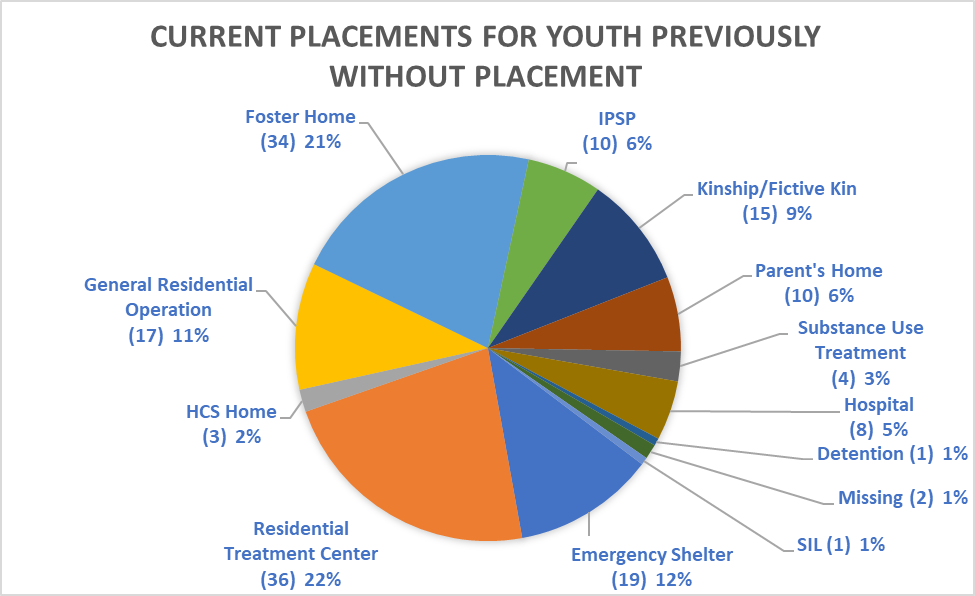 CURRENT PLACEMENTS FOR YOUTH PREVIOUSLY
WITHOUT PLACEMENT
Foster Home
(34) 21%
IPSP
(10) 6%
Kinship/Fictive Kin
(15) 9%
Parent's Home
(10) 6%
Substance Use
Treatment
(4) 3%
Hospital
(8) 5%
Detention (1) 1%
Missing (2) 1%
SIL (1) 1%
Emergency Shelter
(19) 12%
Residential
Treatment Center
(36) 22%
HCS Home
(3) 2%
General Residential
Operation
(17) 11%